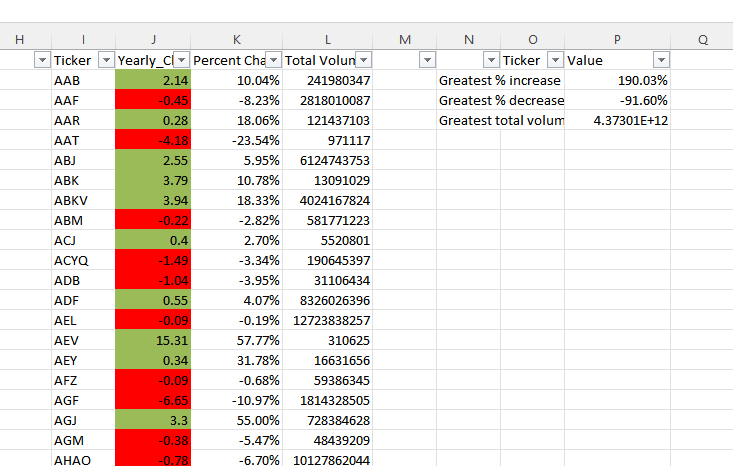 H I J K L M N O P Q
Ticker Yearly_Cl Percent Cha Total Volum Ticker Value
AAB 2.14 10.04% 241980347 Greatest % increase 190.03%
AAF -0.45 -8.23% 2818010087 Greatest % decrease -91.60%
AAR 0.28 18.06% 121437103 Greatest total volum 4.37301E+12
AAT -4.18 -23.54% 971117
ABJ 2.55 5.95% 6124743753
ABK 3.79 10.78% 13091029
ABKV 3.94 18.33% 4024167824
ABM -0.22 -2.82% 581771223
ACJ 0.4 2.70% 5520801
ACYQ -1.49 -3.34% 190645397
ADB -1.04 -3.95% 31106434
ADF 0.55 4.07% 8326026396
AEL -0.09 -0.19% 12723838257
AEV 15.31 57.77% 310625
AEY 0.34 31.78% 16631656
AFZ -0.09 -0.68% 59386345
AGF -6.65 -10.97% 1814328505
AGJ 3.3 55.00% 728384628
AGM -0.38 -5.47% 48439209
AHAO -0.78 -6.70% 10127862044